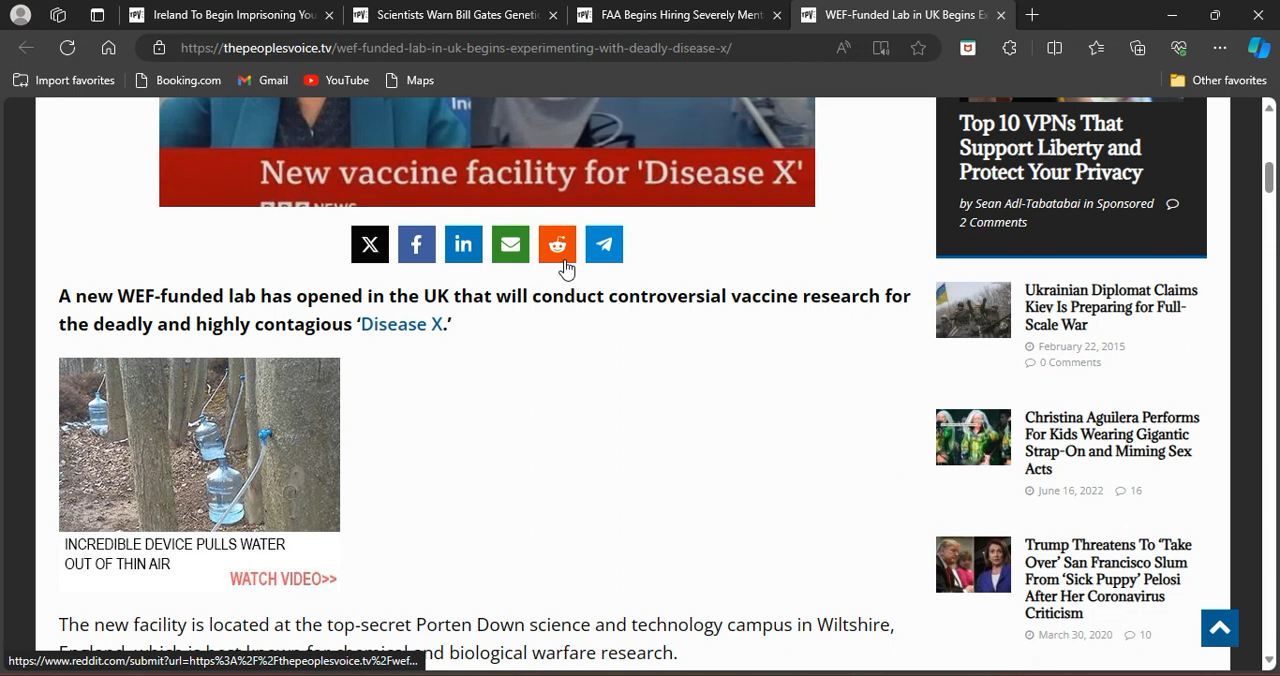 Ireland To Begin Imprisoning You
Scientists Warn Bill Gates Geneti
FAA Begins Hiring Severely Ment
WEF-Funded Lab in UK Begins E
https://thepeoplesvoice.tv/wef-funded-lab-in-uk-begins-experimenting-with-deadly-disease-x/
Import favorites
Booking.com
Gmail
YouTube
Maps
Other favorites
New vaccine facility for 'Disease X'
BBC NEWS
A new WEF-funded lab has opened in the UK that will conduct controversial vaccine research for
the deadly and highly contagious ‘Disease X.’
INCREDIBLE DEVICE PULLS WATER
OUT OF THIN AIR
WATCH VIDEO>>
The new facility is located at the top-secret Porten Down science and technology campus in Wiltshire,
England, which is best known for chemical and biological warfare research.
https://www.reddit.com/submit?url=https%3A%2F%2Fthepeoplesvoice.tv%2Fwef...
Top 10 VPNs That
Support Liberty and
Protect Your Privacy
by Sean Adl-Tabatabai in Sponsored
2 Comments
Ukrainian Diplomat Claims
Kiev Is Preparing for Full-
Scale War
February 22, 2015
0 Comments
Christina Aguilera Performs
For Kids Wearing Gigantic
Strap-On and Miming Sex
Acts
June 16, 2022 16
Trump Threatens To ‘Take
Over’ San Francisco Slum
From ‘Sick Puppy’ Pelosi
After Her Coronavirus
Criticism
March 30, 2020 10